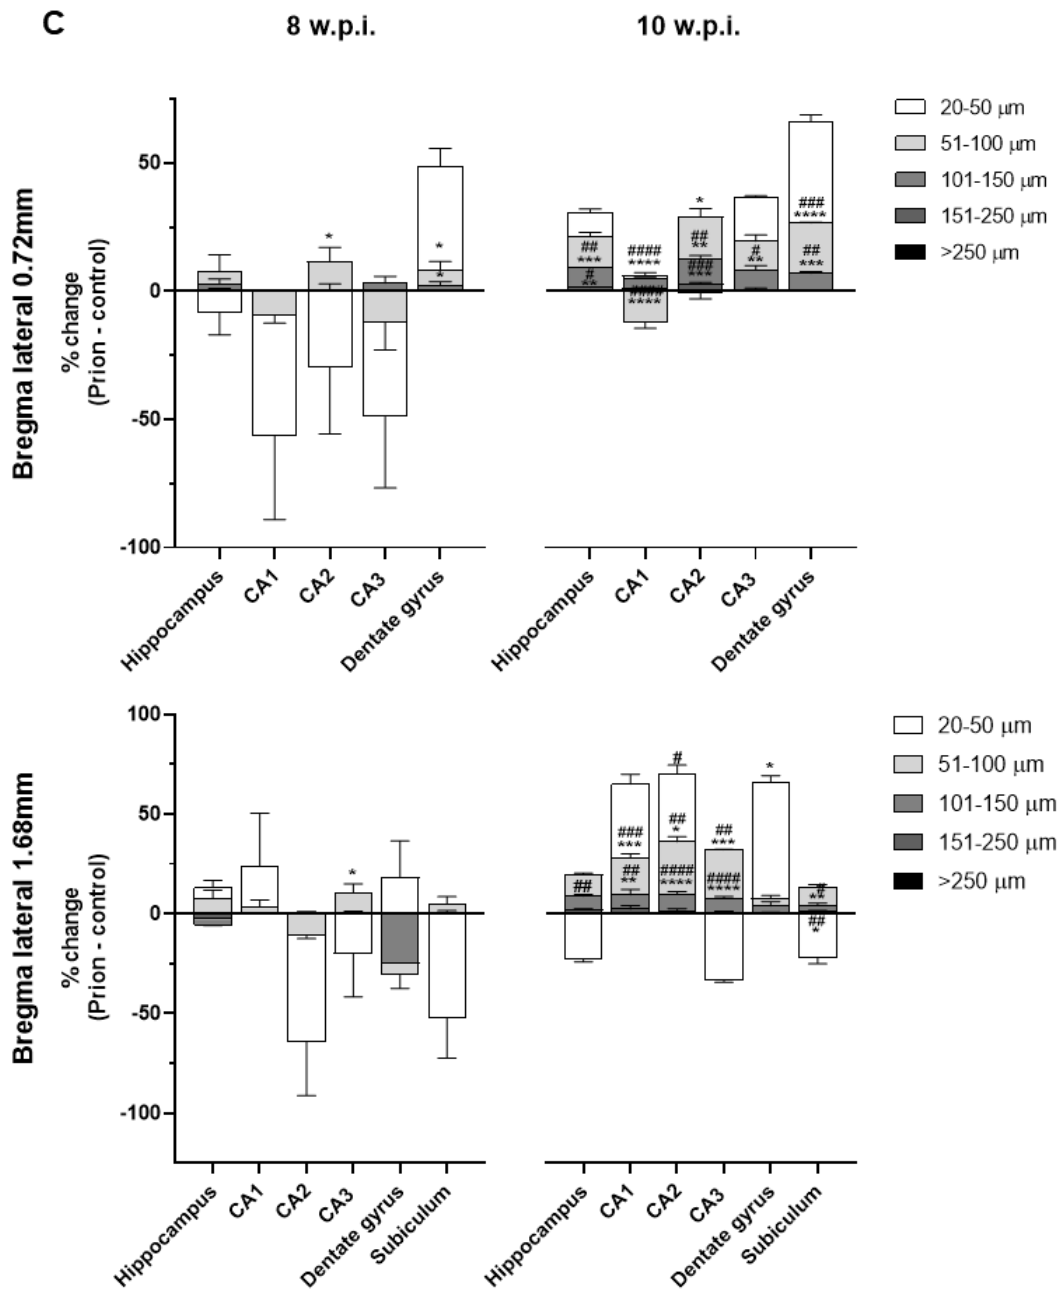 C
8 w.p.i.
10 w.p.i.
Bregma lateral 0.72mm
% change
(Prion - control)
50
0
-50
-100
*
*
*
##
***
#
**
####
****
####
****
*
##
**
###
***
#
**
###
****
##
***
Hippocampus
CA1
CA2
CA3
Dentate gyrus
Hippocampus
CA1
CA2
CA3
Dentate gyrus
20-50 μm
51-100 μm
101-150 μm
151-250 μm
>250 μm
Bregma lateral 1.68mm
% change
(Prion - control)
100
50
0
-50
-100
*
##
###
***
##
**
#
##
*
####
****
##
***
####
****
*
#
**
##
*
Hippocampus
CA1
CA2
CA3
Dentate gyrus
Subiculum
Hippocampus
CA1
CA2
CA3
Dentate gyrus
Subiculum
20-50 μm
51-100 μm
101-150 μm
151-250 μm
>250 μm